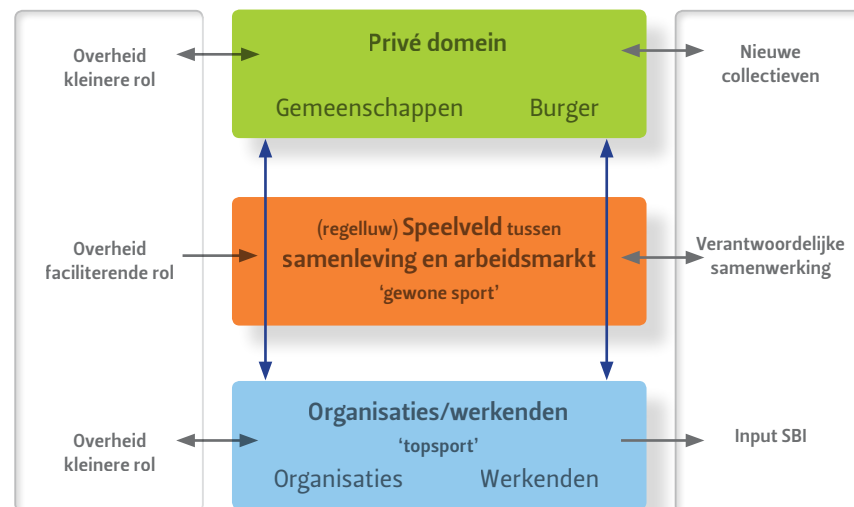 Overheid
kleinere rol
Privé domein
Gemeenschappen Burger
Nieuwe
collectieven
Overheid
faciliterende rol
(regelluw) Speelveld tussen
samenleving en arbeidsmarkt
‘gewone sport’
Verantwoordelijke
samenwerking
Overheid
kleinere rol
Organisaties/werkenden
‘topsport’
Organisaties Werkenden
Input SBI